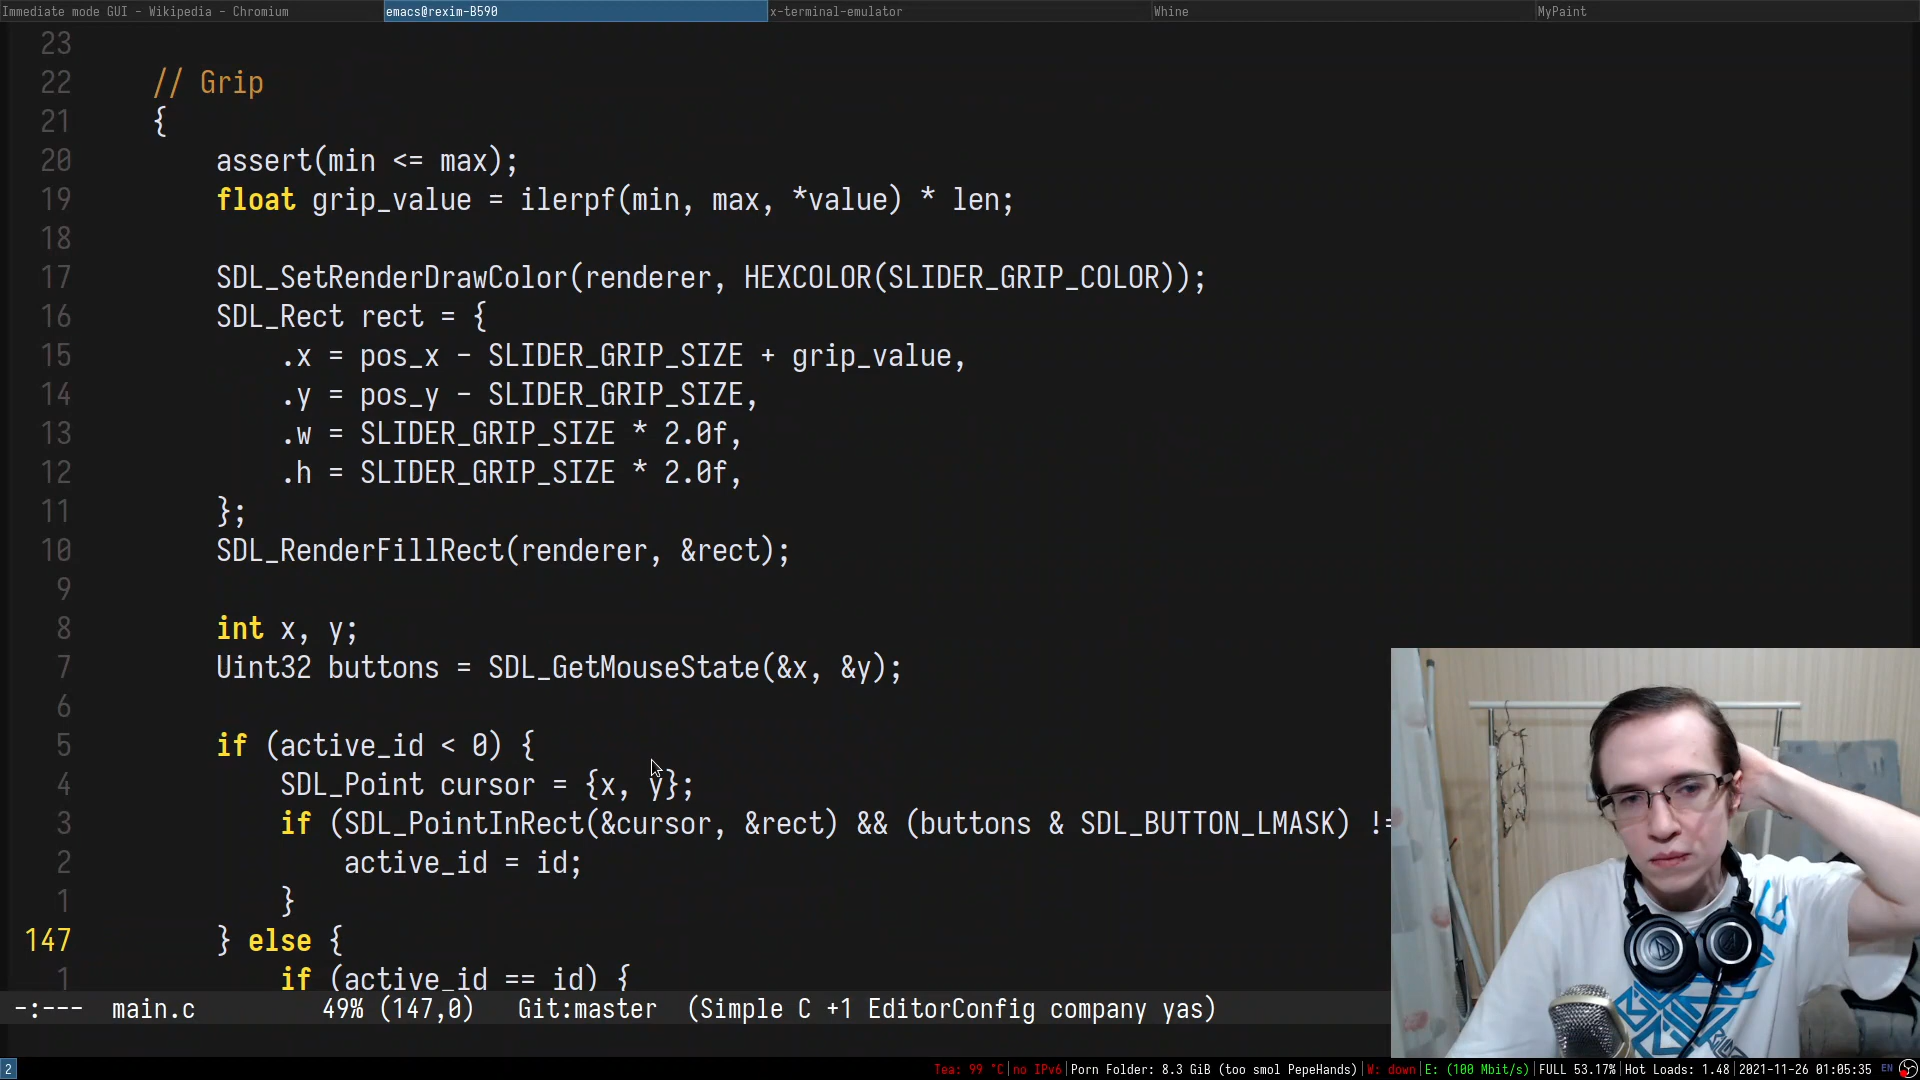 Immediate mode GUI - Wikipedia - Chromium
emacs@rexim-B590
x-terminal-emulator
Whine
MyPaint
23
22 // Grip
21 {
20 assert(min <= max);
19 float grip_value = ilerpf(min, max, *value) * len;
18
17 SDL_SetRenderDrawColor(renderer, HEXCOLOR(SLIDER_GRIP_COLOR));
16 SDL_Rect rect = {
15 .x = pos_x - SLIDER_GRIP_SIZE + grip_value,
14 .y = pos_y - SLIDER_GRIP_SIZE,
13 .w = SLIDER_GRIP_SIZE * 2.0f,
12 .h = SLIDER_GRIP_SIZE * 2.0f,
11 };
10 SDL_RenderFillRect(renderer, &rect);
9
8 int x, y;
7 Uint32 buttons = SDL_GetMouseState(&x, &y);
6
5 if (active_id < 0) {
4 SDL_Point cursor = {x, y};
3 if (SDL_PointInRect(&cursor, &rect) && (buttons & SDL_BUTTON_LMASK) !=
2 active_id = id;
1 }
147 } else {
1 if (active_id == id) {
-:--- main.c 49% (147,0) Git:master (Simple C +1 EditorConfig company yas)
2 Tea: 99 °C|no IPv6|Porn Folder: 8.3 GiB (too smol PepeHands)|W: down|E: (100 Mbit/s)|FULL 53.17%|Hot Loads: 1.48|2021-11-26 01:05:35 EN